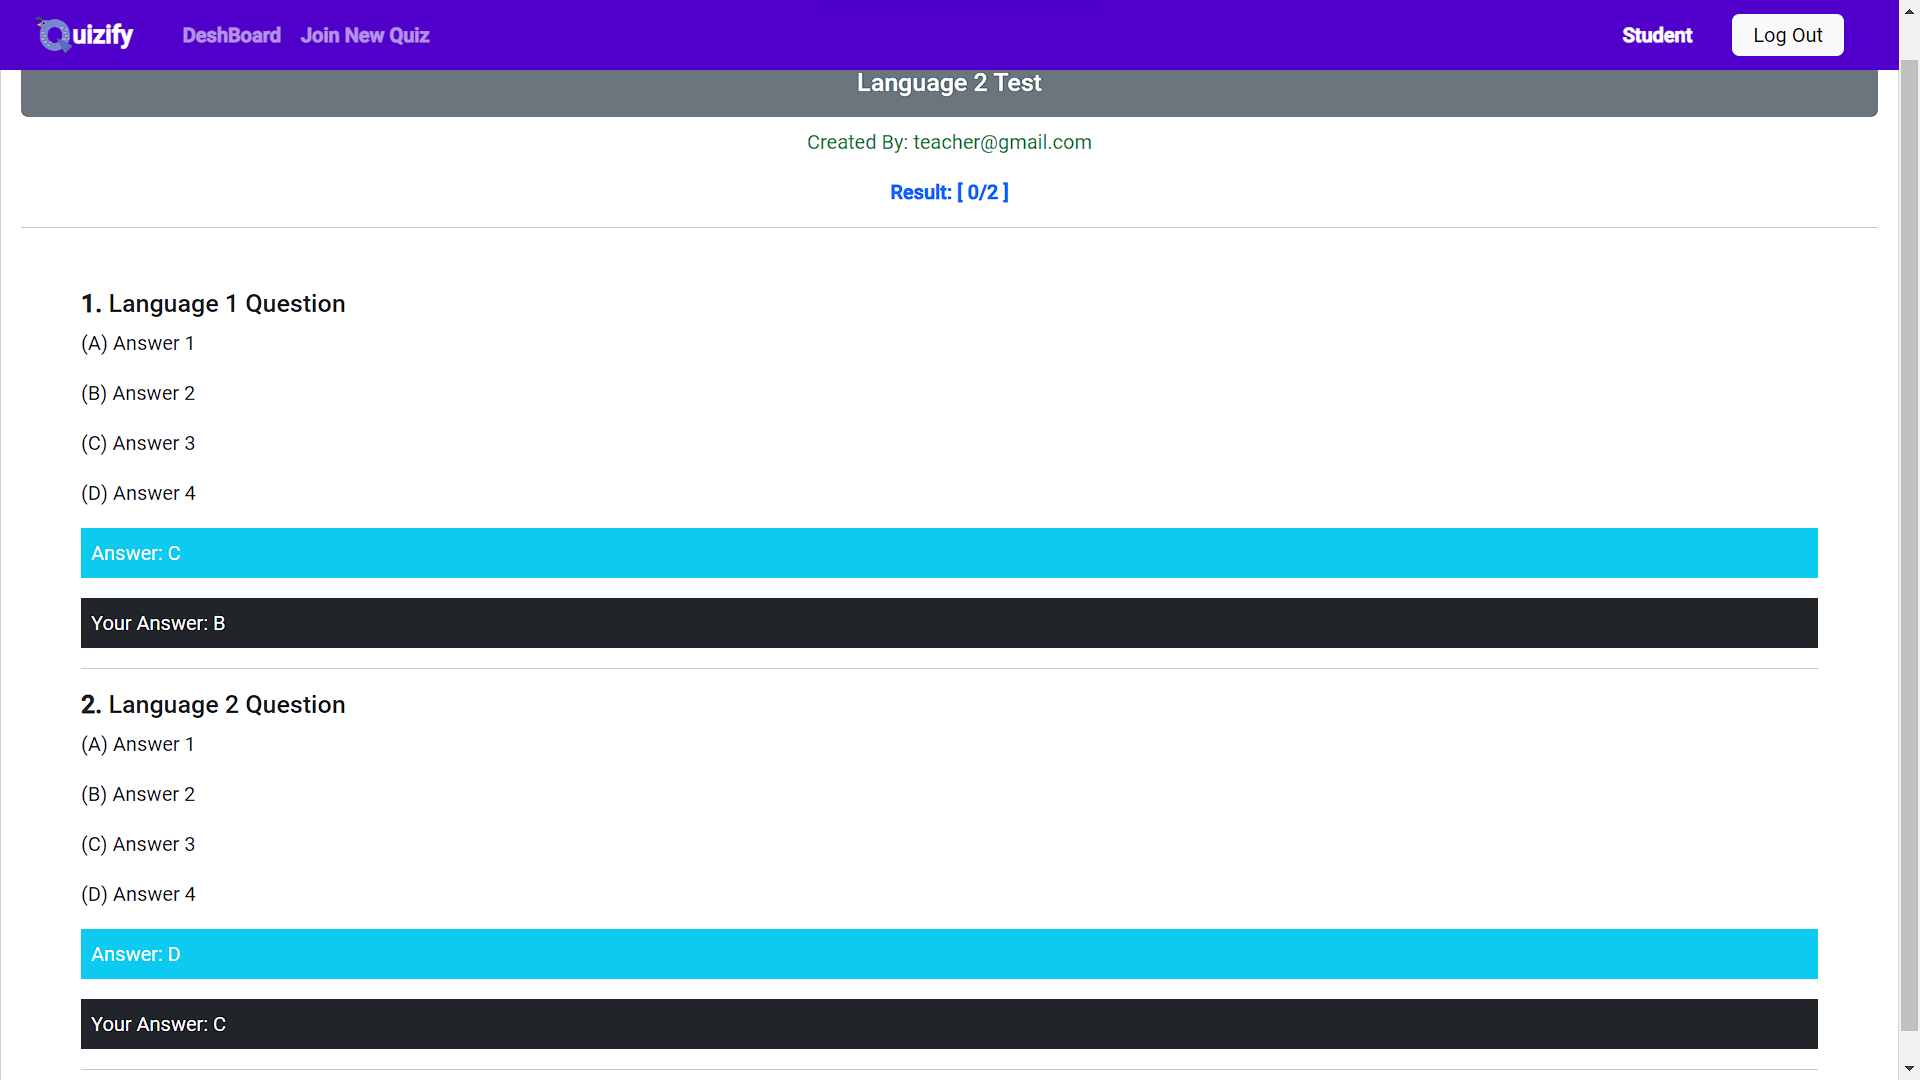 Quizify DeshBoard Join New Quiz Student Log Out
Language 2 Test
Created By: teacher@gmail.com
Result: [ 0/2 ]
1. Language 1 Question
(A) Answer 1
(B) Answer 2
(C) Answer 3
(D) Answer 4
Answer: C
Your Answer: B
2. Language 2 Question
(A) Answer 1
(B) Answer 2
(C) Answer 3
(D) Answer 4
Answer: D
Your Answer: C